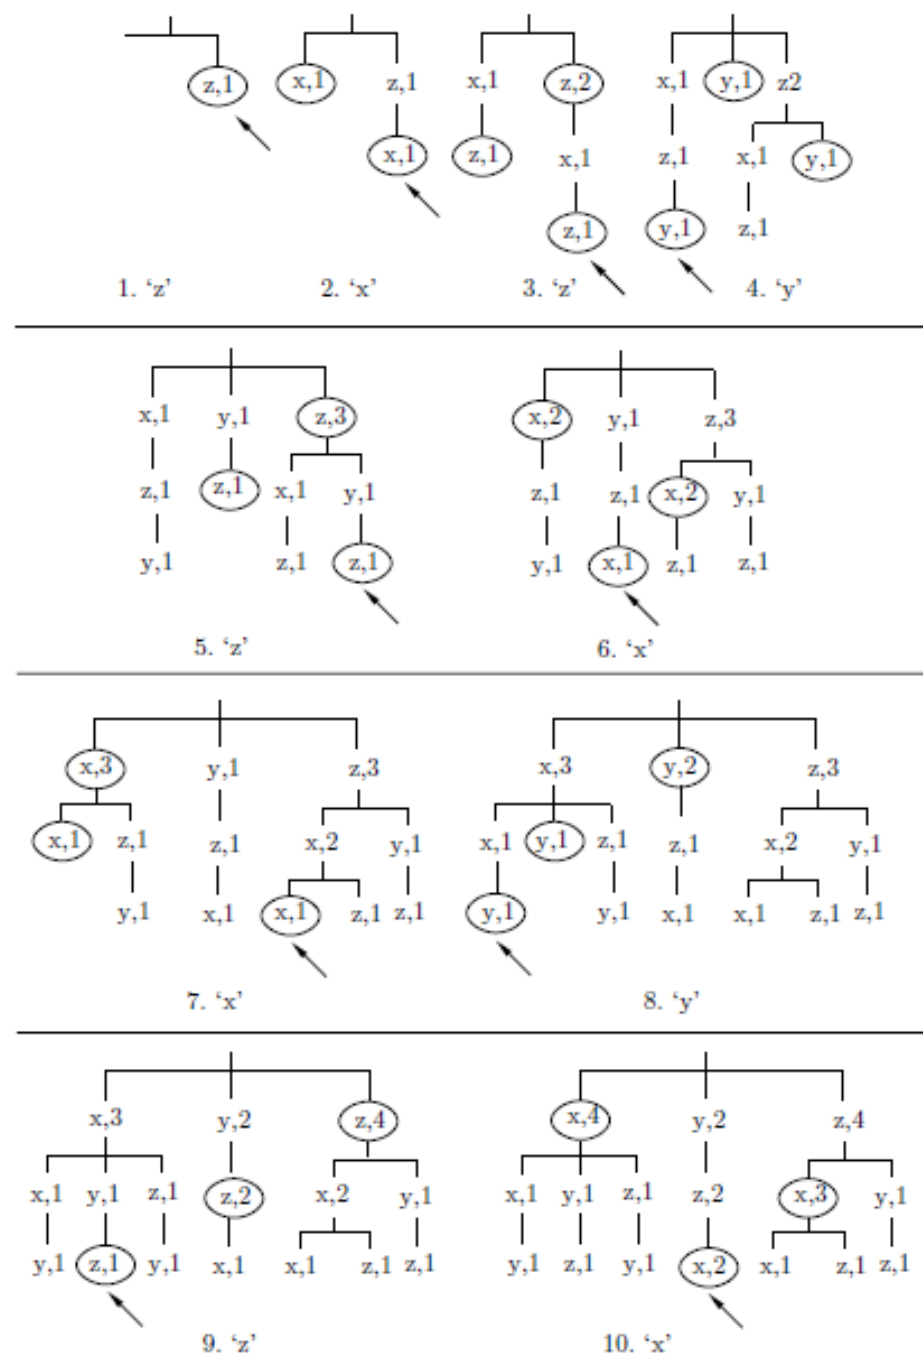 z,1 x,1 z,1 x,1 z,2 x,1 y,1 z2
x,1 z,1 x,1 z,1 x,1 y,1
z,1 y,1 z,1
1. ‘z’ 2. ‘x’ 3. ‘z’ 4. ‘y’
x,1 y,1 z,3 x,2 y,1 z,3
z,1 z,1 x,1 y,1 z,1 z,1 x,2 y,1
y,1 z,1 z,1 y,1 x,1 z,1 z,1
5. ‘z’ 6. ‘x’
x,3 y,1 z,3 x,3 y,2 z,3
x,1 z,1 z,1 x,2 y,1 x,1 y,1 z,1 z,1 x,2 y,1
y,1 x,1 x,1 z,1 z,1 y,1 y,1 x,1 x,1 z,1 z,1
7. ‘x’ 8. ‘y’
x,3 y,2 z,4 x,4 y,2 z,4
x,1 y,1 z,1 z,2 x,2 y,1 x,1 y,1 z,1 z,2 x,3 y,1
y,1 z,1 y,1 x,1 x,1 z,1 z,1 y,1 z,1 y,1 x,2 x,1 z,1 z,1
9. ‘z’ 10. ‘x’